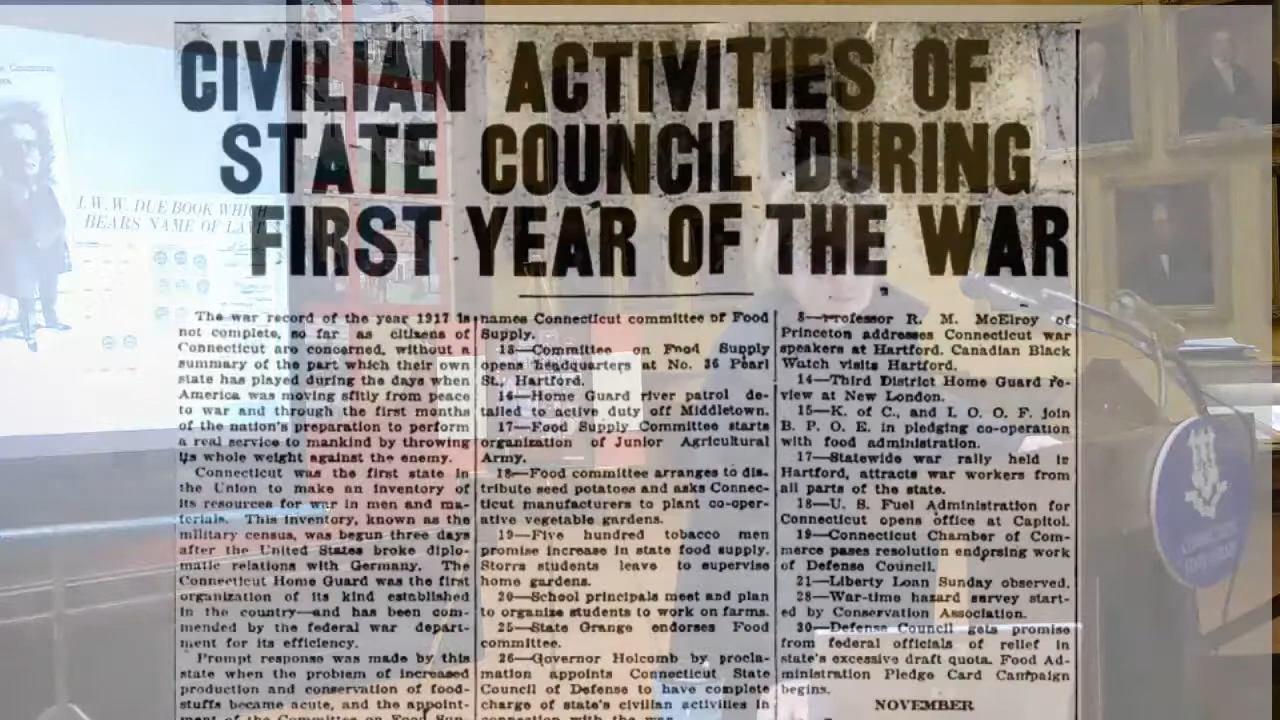 CIVILIAN ACTIVITIES OF
STATE COUNCIL DURING
FIRST YEAR OF THE WAR
I.W.W. DUE BOOK WHICH
BEARS NAME OF
The war record of the year 1917 is
not complete, so far as citizens of
Connecticut are concerned, without a
summary of the part which their own
state has played during the days when
America was moving sfitly from peace
to war and through the first months
of the nation's preparation to perform
a real service to mankind by throwing
its whole weight against the enemy.
Connecticut was the first state in
the Union to make an inventory of
its resources for war in men and ma-
terials. This inventory, known as the
military census, was begun three days
after the United States broke diplo-
matic relations with Germany. The
Connecticut Home Guard was the first
organization of its kind established
in the country—and has been com-
mended by the federal war depart-
ment for its efficiency.
Prompt response was made by this
state when the problem of increased
production and conservation of food-
stuffs became acute, and the appoint-
ment of the Committee on Food Sup-
names Connecticut committee of Food
Supply.
13—Committee on Food Supply
opens headquarters at No. 36 Pearl
St., Hartford.
14—Home Guard river patrol de-
tailed to active duty off Middletown.
17—Food Supply Committee starts
organization of Junior Agricultural
Army.
18—Food committee arranges to dis-
tribute seed potatoes and asks Connec-
ticut manufacturers to plant co-oper-
ative vegetable gardens.
19—Five hundred tobacco men
promise increase in state food supply.
Storrs students leave to supervise
home gardens.
20—School principals meet and plan
to organize students to work on farms.
25—State Grange endorses Food
committee.
26—Governor Holcomb by procla-
mation appoints Connecticut State
Council of Defense to have complete
charge of state's civilian activities in
connection with the war.
8—Professor R. M. McElroy of
Princeton addresses Connecticut war
speakers at Hartford. Canadian Black
Watch visits Hartford.
14—Third District Home Guard re-
view at New London.
15—K. of C., and I. O. O. F. join
B. P. O. E. in pledging co-operation
with food administration.
17—Statewide war rally held in
Hartford, attracts war workers from
all parts of the state.
18—U. S. Fuel Administration for
Connecticut opens office at Capitol.
19—Connecticut Chamber of Com-
merce pases resolution endorsing work
of Defense Council.
21—Liberty Loan Sunday observed.
28—War-time hazard survey start-
ed by Conservation Association.
30—Defense Council gets promise
from federal officials of relief in
state's excessive draft quota. Food Ad-
ministration Pledge Card Campaign
begins.
NOVEMBER